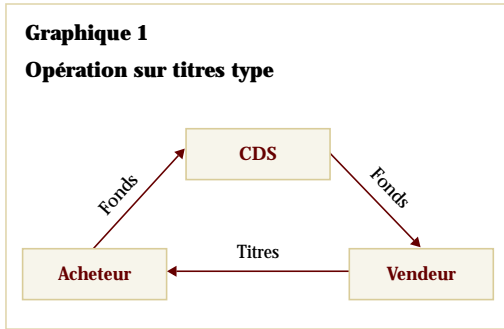 Graphique 1
Opération sur titres type
CDS
Fonds
Fonds
Titres
Acheteur
Vendeur